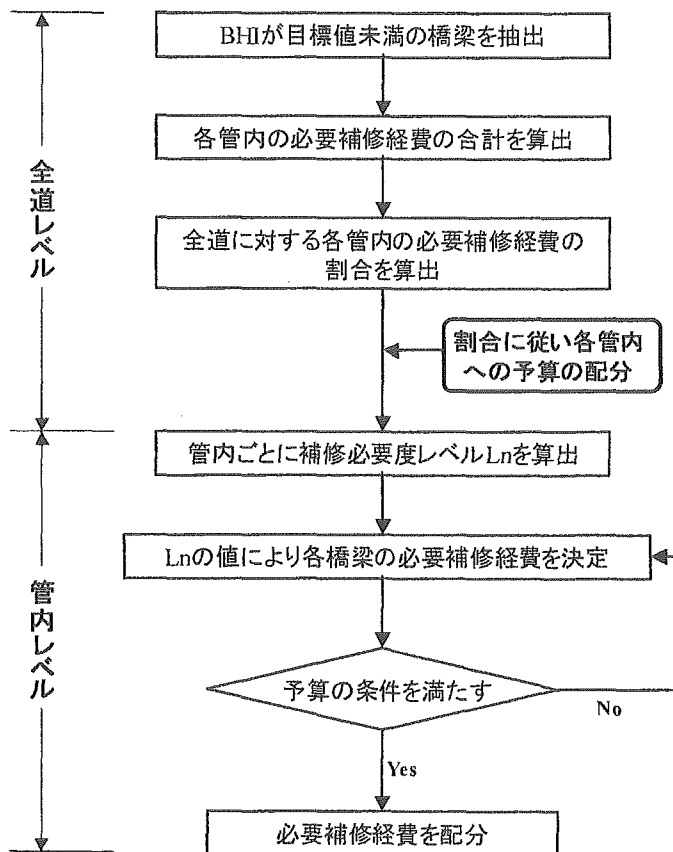 BHIが目標値未満の橋梁を抽出
各管内の必要補修経費の合計を算出
全道レベル
全道に対する各管内の必要補修経費の
割合を算出
割合に従い各管内
への予算の配分
管内ごとに補修必要度レベルLnを算出
Lnの値により各橋梁の必要補修経費を決定
管内レベル
予算の条件を満たす
No
Yes
必要補修経費を配分